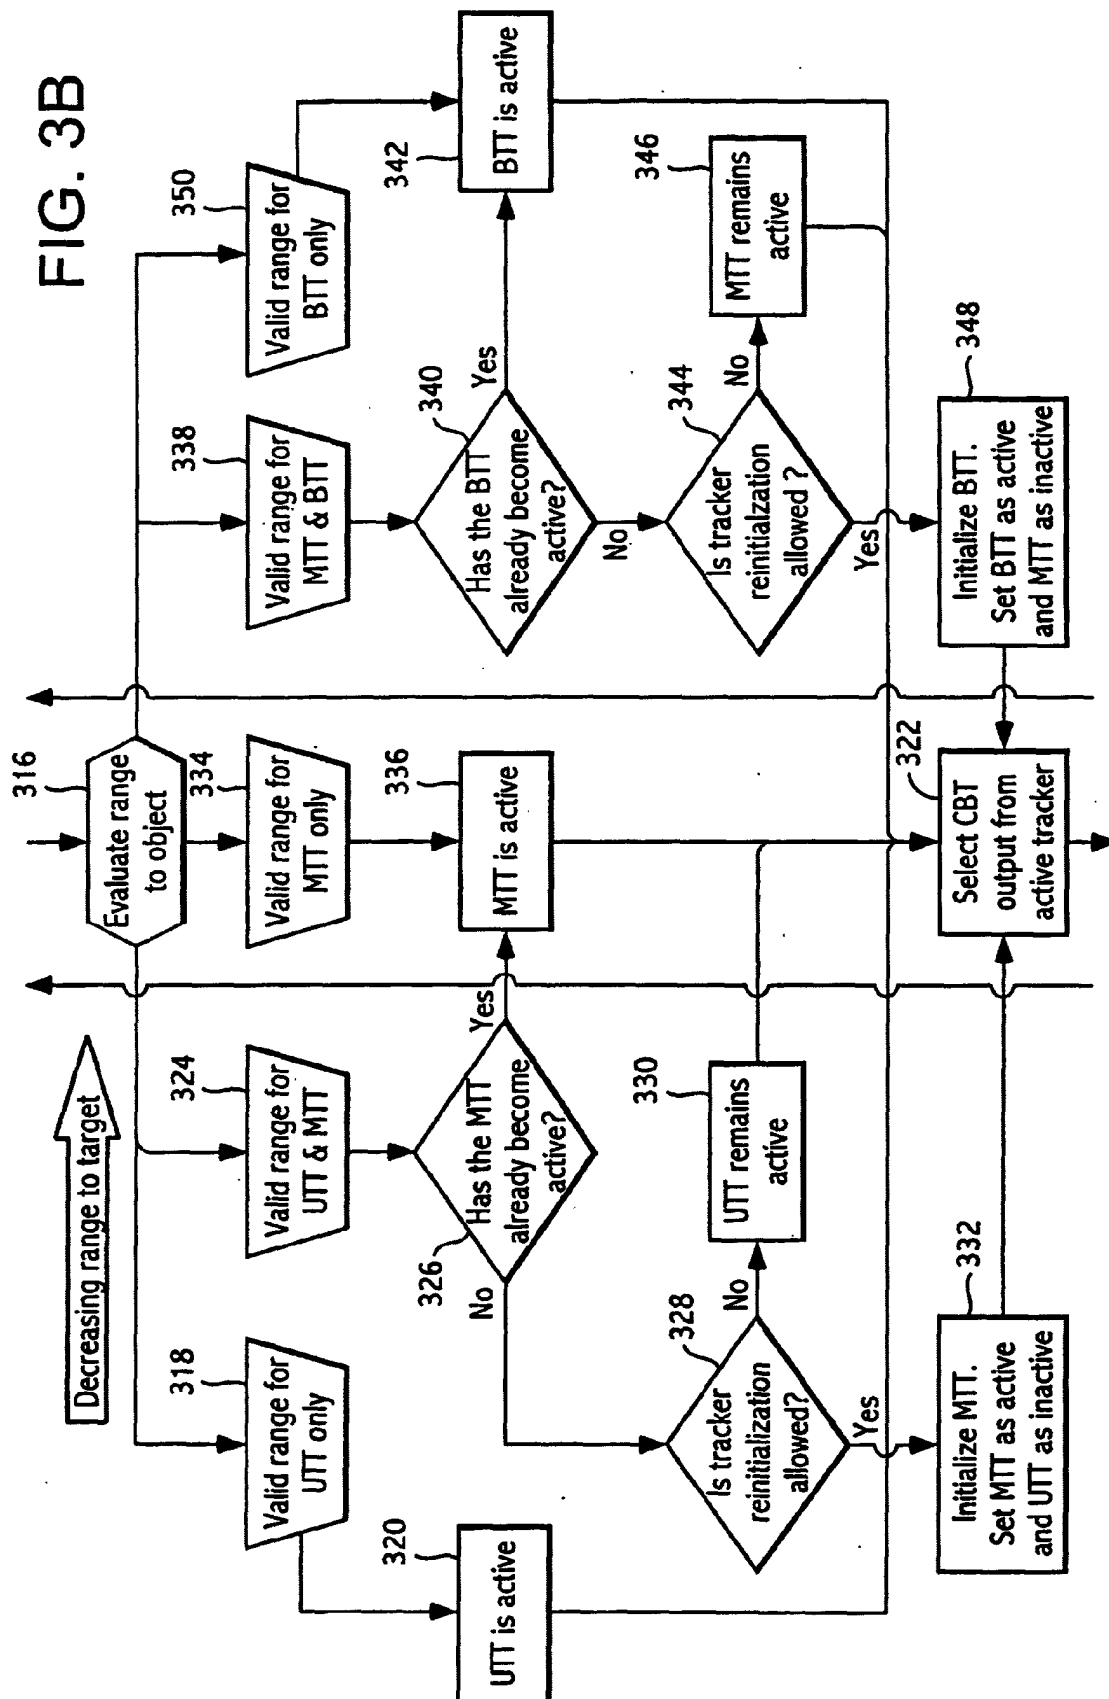 FIG. 3B
Decreasing range to target
316
Evaluate range
to object
318
Valid range for
UTT only
324
Valid range for
UTT & MTT
334
Valid range for
MTT only
338
Valid range for
MTT & BTT
350
Valid range for
BTT only
320
UTT is active
326
Has the MTT
already become
active?
Yes
No
336
MTT is active
340
Has the BTT
already become
active?
Yes
No
342
BTT is active
328
Is tracker
reinitialization
allowed?
No
Yes
330
UTT remains
active
344
Is tracker
reinitialzation
allowed ?
No
Yes
346
MTT remains
active
332
Initialize MTT.
Set MTT as active
and UTT as inactive
322
Select CBT
output from
active tracker
348
Initialize BTT.
Set BTT as active
and MTT as inactive